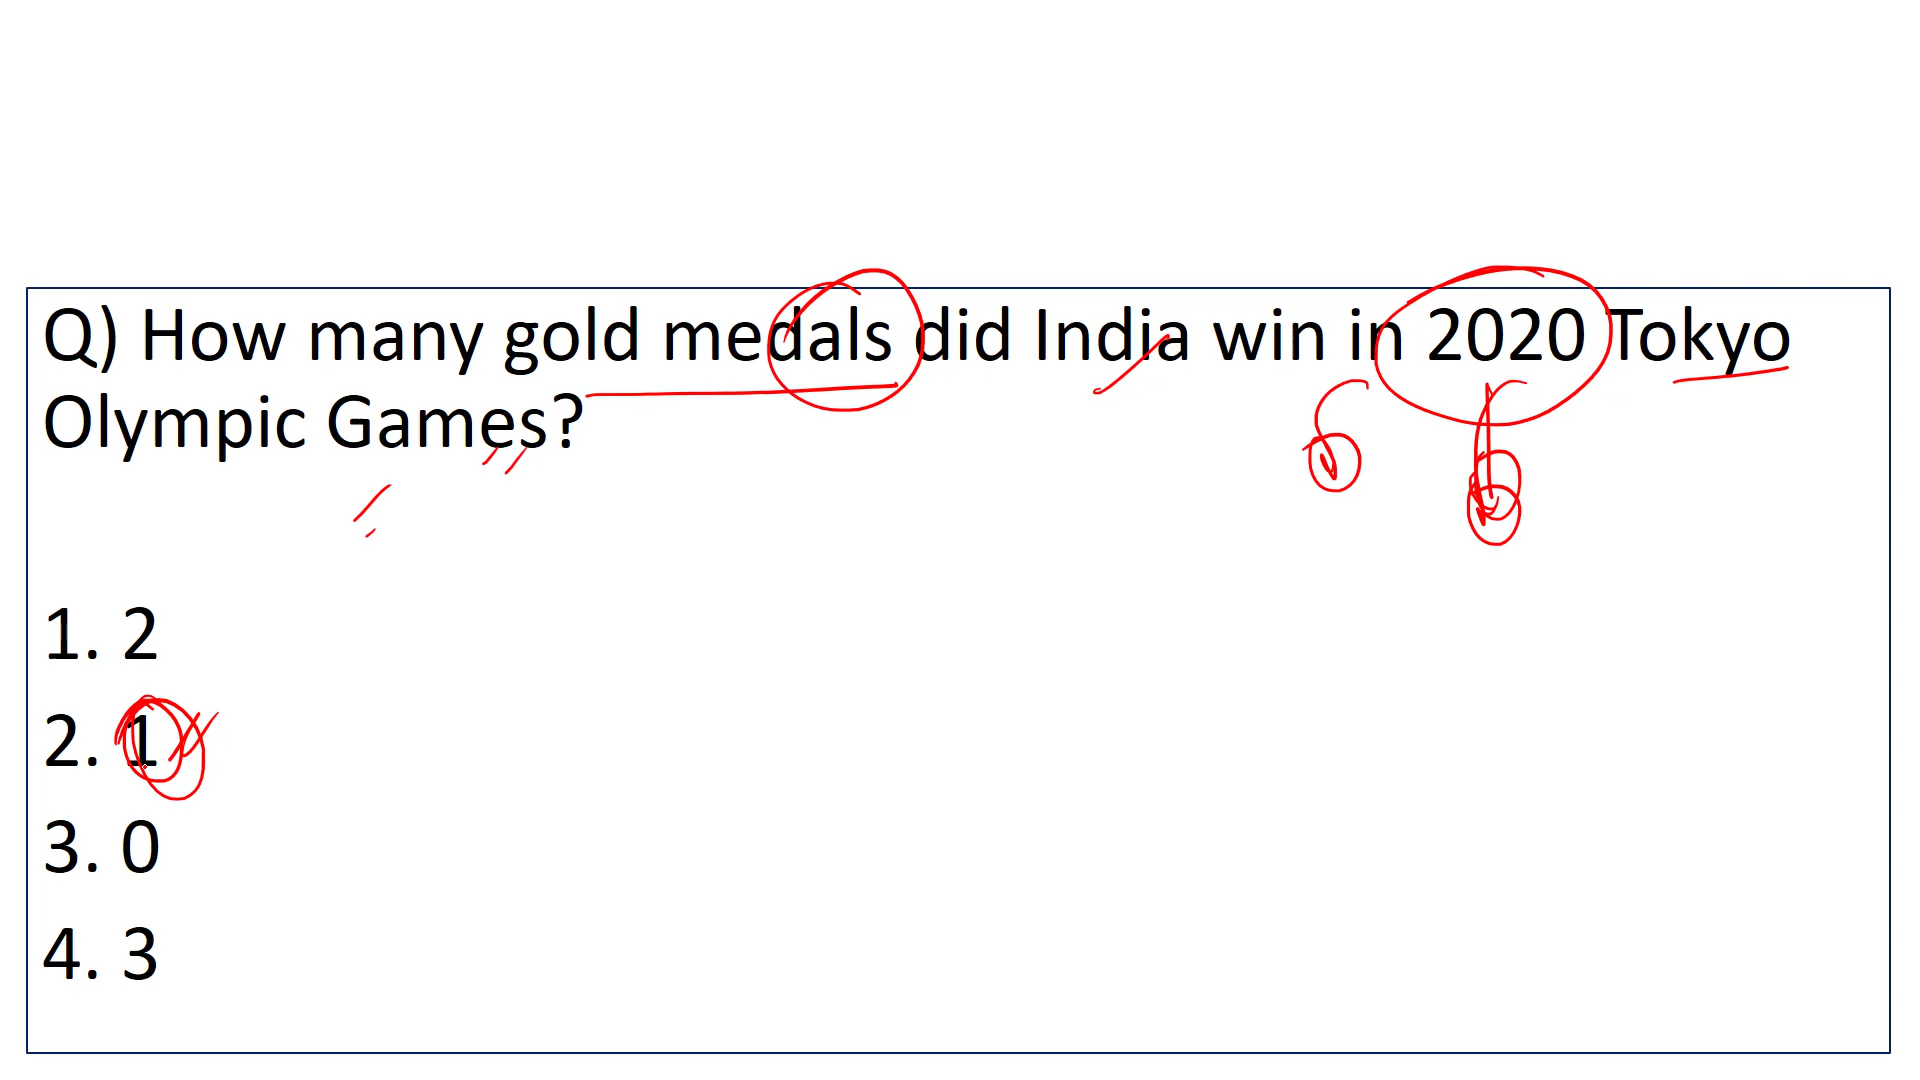 Q) How many gold medals did India win in 2020 Tokyo
Olympic Games?
1. 2
2. 1
3. 0
4. 3